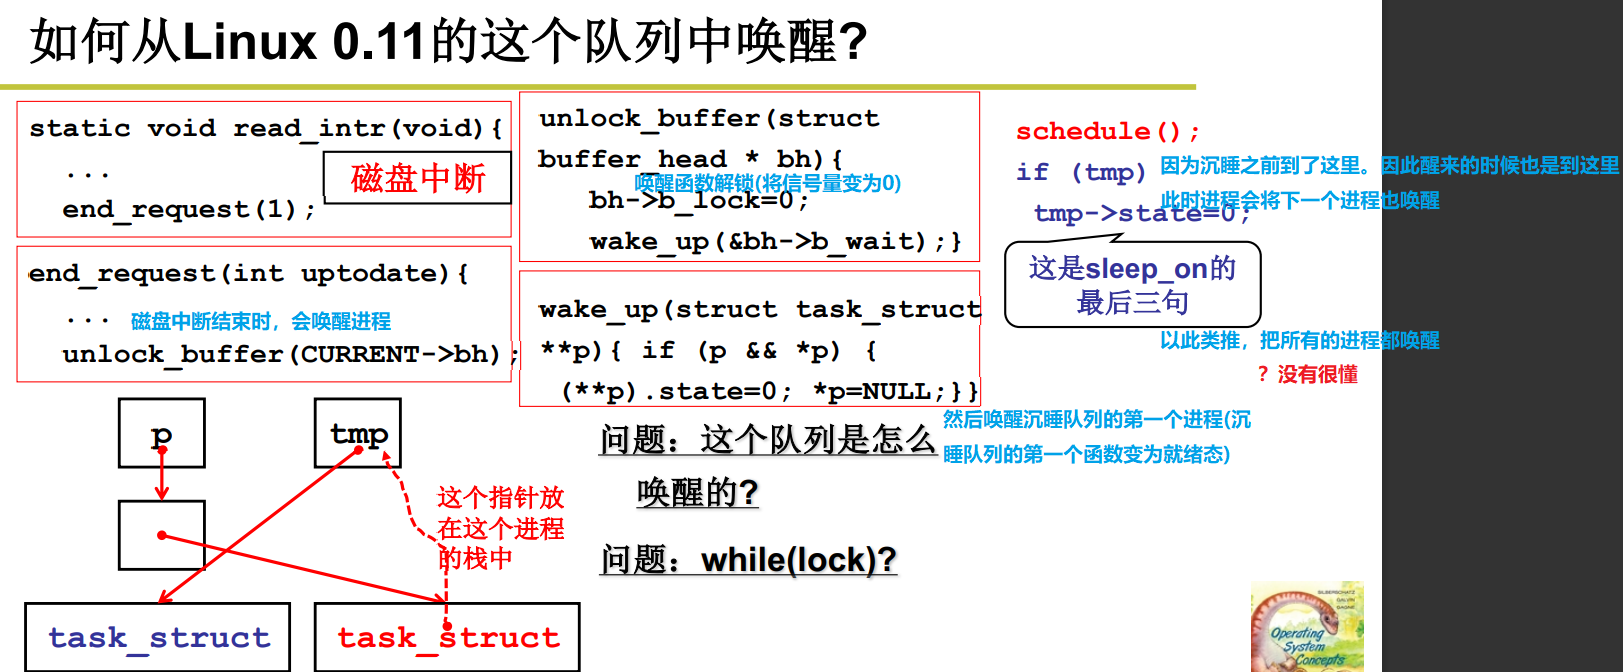 如何从Linux 0.11的这个队列中唤醒?
static void read_intr(void){
...
end_request(1);
磁盘中断
end_request(int uptodate){
... 磁盘中断结束时，会唤醒进程
unlock_buffer(CURRENT->bh);
unlock_buffer(struct
buffer_head * bh){
唤醒函数解锁(将信号量变为0)
bh->b_lock=0;
wake_up(&bh->b_wait);}
wake_up(struct task_struct
**p){ if (p && *p) {
(**p).state=0; *p=NULL;}}
schedule();
if (tmp) 因为沉睡之前到了这里。因此醒来的时候也是到这里
此时进程会将下一个进程也唤醒
tmp->state=0;
这是sleep_on的
最后三句
以此类推，把所有的进程都唤醒
？没有很懂
然后唤醒沉睡队列的第一个进程(沉
睡队列的第一个函数变为就绪态)
问题：这个队列是怎么
唤醒的?
问题：while(lock)?
p
tmp
这个指针放
在这个进程
的栈中
task_struct
task_struct
SILBERSCHATZ
GALVIN
GAGNE
Operating
System
Concepts